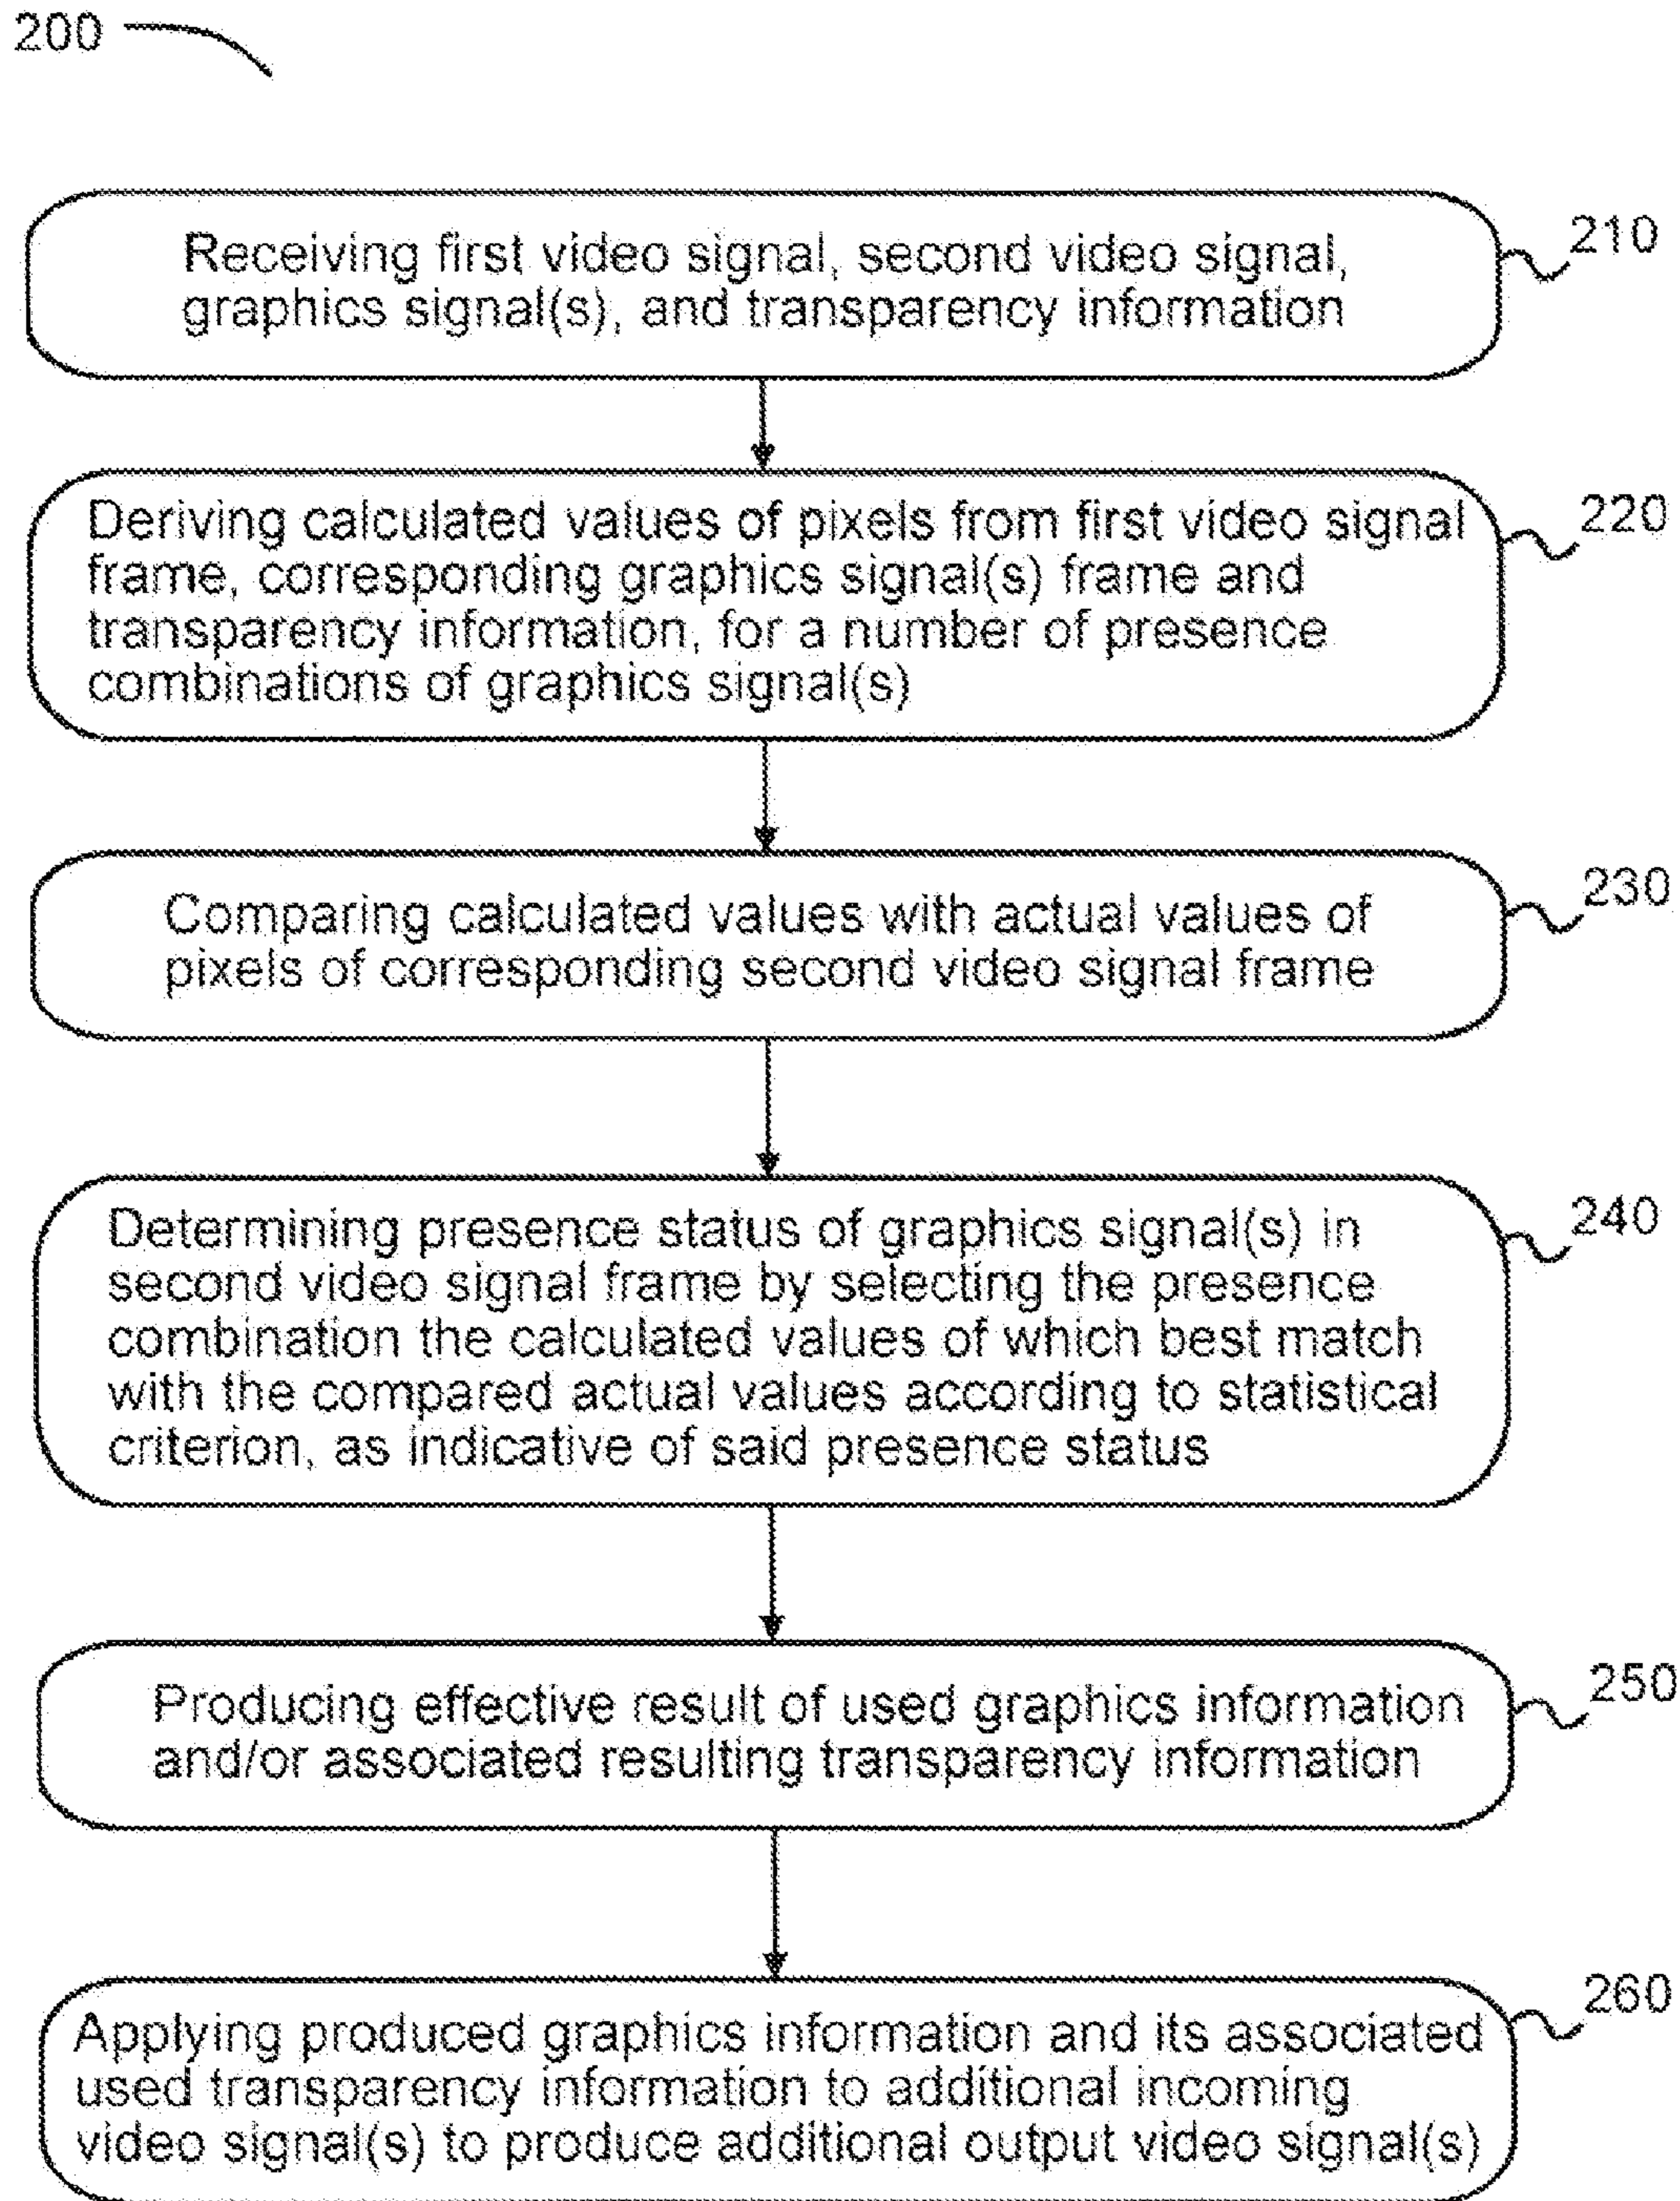 200
Receiving first video signal, second video signal,
graphics signal(s), and transparency information
210
Deriving calculated values of pixels from first video signal
frame, corresponding graphics signal(s) frame and
transparency information, for a number of presence
combinations of graphics signal(s)
220
Comparing calculated values with actual values of
pixels of corresponding second video signal frame
230
Determining presence status of graphics signal(s) in
second video signal frame by selecting the presence
combination the calculated values of which best match
with the compared actual values according to statistical
criterion, as indicative of said presence status
240
Producing effective result of used graphics information
and/or associated resulting transparency information
250
Applying produced graphics information and its associated
used transparency information to additional incoming
video signal(s) to produce additional output video signal(s)
260